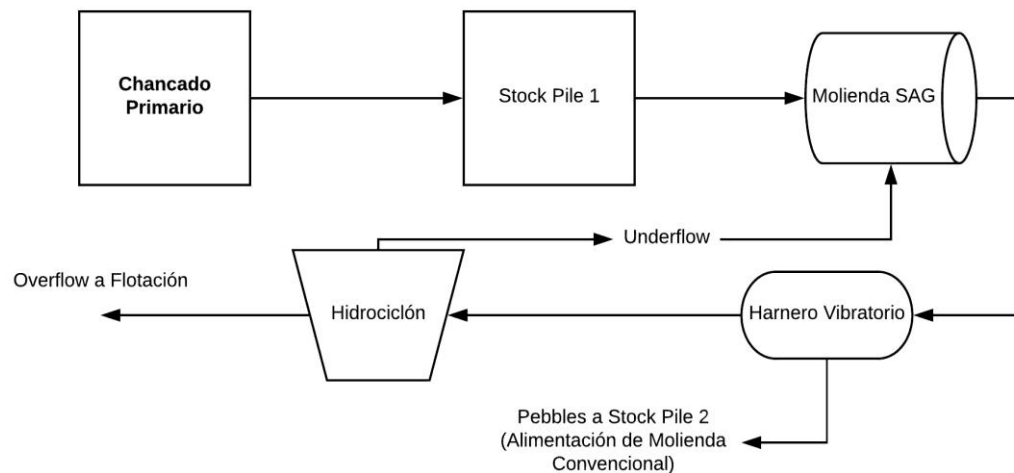 Chancado
Primario
Stock Pile 1
Molienda SAG
Underflow
Overflow a Flotación
Hidrociclón
Harnero Vibratorio
Pebbles a Stock Pile 2
(Alimentación de Molienda
Convencional)